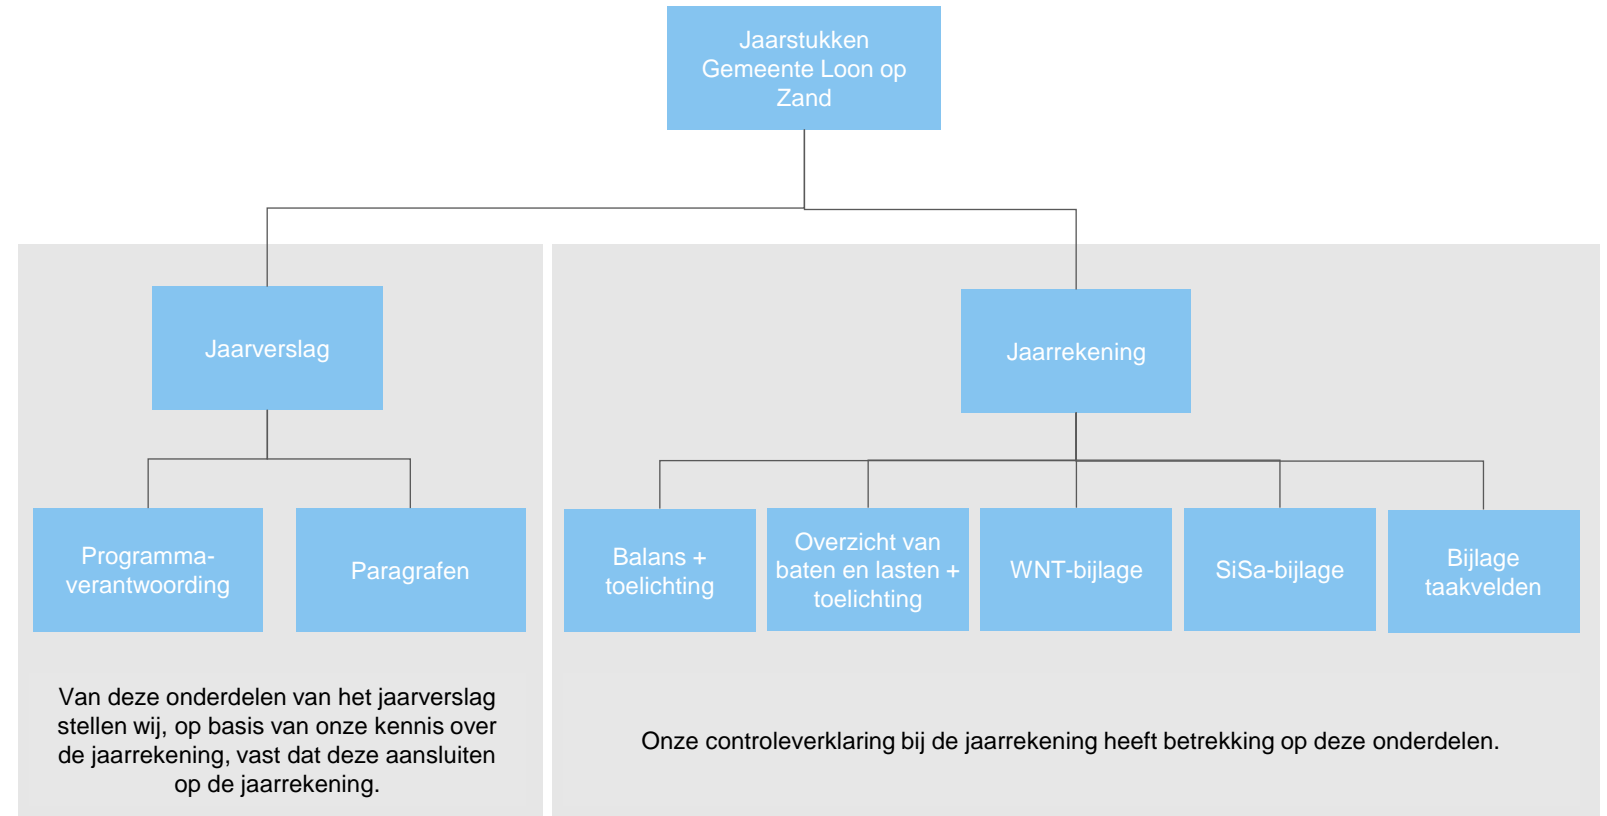 Jaarstukken
Gemeente Loon op
Zand
Jaarverslag
Jaarrekening
Programma-
verantwoording
Paragrafen
Balans +
toelichting
Overzicht van
baten en lasten +
toelichting
WNT-bijlage
SiSa-bijlage
Bijlage
taakvelden
Van deze onderdelen van het jaarverslag
stellen wij, op basis van onze kennis over
de jaarrekening, vast dat deze aansluiten
op de jaarrekening.
Onze controleverklaring bij de jaarrekening heeft betrekking op deze onderdelen.